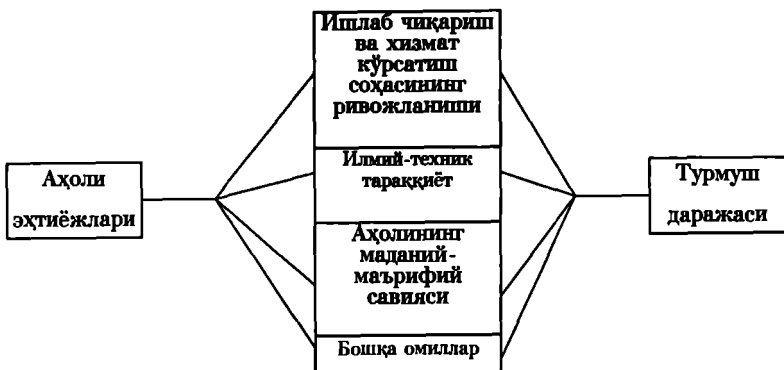 Аҳоли
эҳтиёжлари
Ишлаб чиқариш
ва хизмат
кўрсатиш
соҳасининг
ривожланиши
Илмий-техник
тараққиёт
Аҳолининг
маданий-
маърифий
савияси
Бошқа омиллар
Турмуш
даражаси